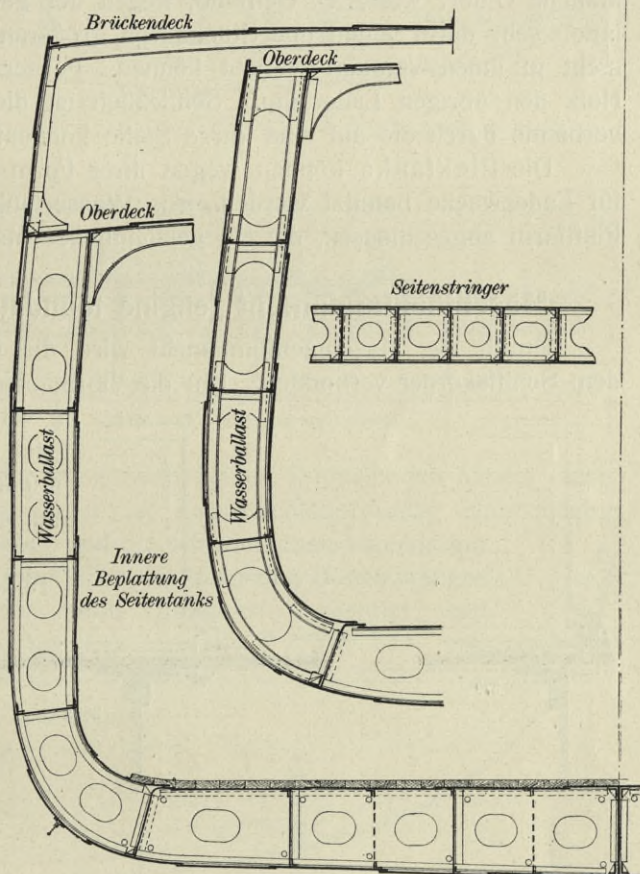 Brückendeck
Oberdeck
Oberdeck
Seitenstringer
Wasserballast
Wasserballast
Innere
Beplattung
des Seitentanks